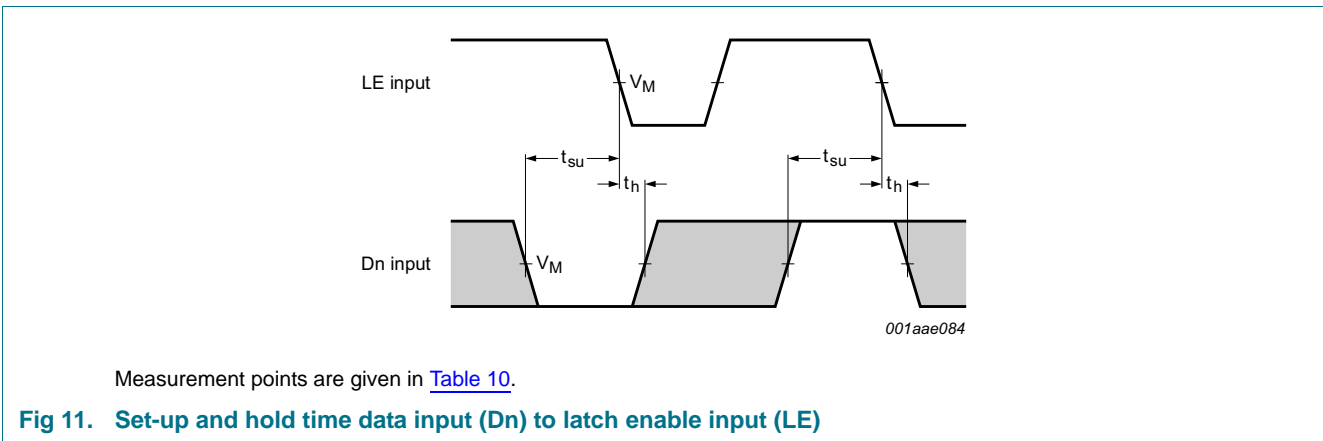 LE input
VM
tsu
tsu
th
th
Dn input
VM
001aae084
Measurement points are given in Table 10.
Fig 11. Set-up and hold time data input (Dn) to latch enable input (LE)